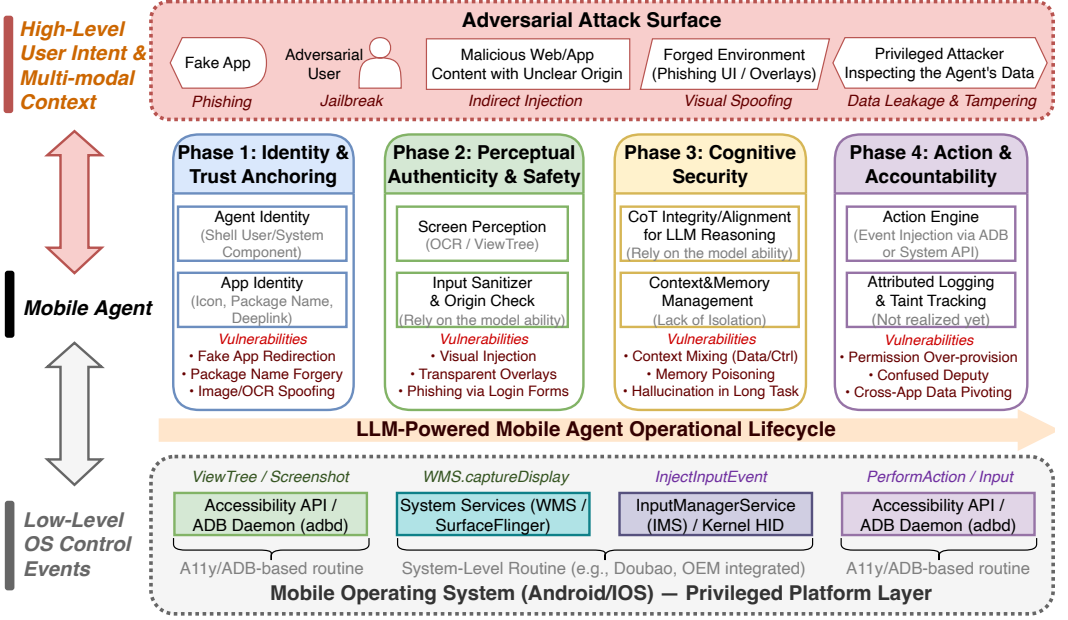 High-Level
User Intent &
Multi-modal
Context
Adversarial Attack Surface
Fake App
Phishing
Adversarial
User
Jailbreak
Malicious Web/App
Content with Unclear Origin
Indirect Injection
Forged Environment
(Phishing UI / Overlays)
Visual Spoofing
Privileged Attacker
Inspecting the Agent's Data
Data Leakage & Tampering
Mobile Agent
Phase 1: Identity &
Trust Anchoring
Agent Identity
(Shell User/System
Component)
App Identity
(Icon, Package Name,
Deeplink)
Vulnerabilities
• Fake App Redirection
• Package Name Forgery
• Image/OCR Spoofing
Phase 2: Perceptual
Authenticity & Safety
Screen Perception
(OCR / ViewTree)
Input Sanitizer
& Origin Check
(Rely on the model ability)
Vulnerabilities
• Visual Injection
• Transparent Overlays
• Phishing via Login Forms
Phase 3: Cognitive
Security
CoT Integrity/Alignment
for LLM Reasoning
(Rely on the model ability)
Context&Memory
Management
(Lack of Isolation)
Vulnerabilities
• Context Mixing (Data/Ctrl)
• Memory Poisoning
• Hallucination in Long Task
Phase 4: Action &
Accountability
Action Engine
(Event Injection via ADB
or System API)
Attributed Logging
& Taint Tracking
(Not realized yet)
Vulnerabilities
• Permission Over-provision
• Confused Deputy
• Cross-App Data Pivoting
LLM-Powered Mobile Agent Operational Lifecycle
Low-Level
OS Control
Events
ViewTree / Screenshot
Accessibility API /
ADB Daemon (adbd)
A11y/ADB-based routine
WMS.captureDisplay
System Services (WMS /
SurfaceFlinger)
InjectInputEvent
InputManagerService
(IMS) / Kernel HID
System-Level Routine (e.g., Doubao, OEM integrated)
PerformAction / Input
Accessibility API /
ADB Daemon (adbd)
A11y/ADB-based routine
Mobile Operating System (Android/IOS) — Privileged Platform Layer